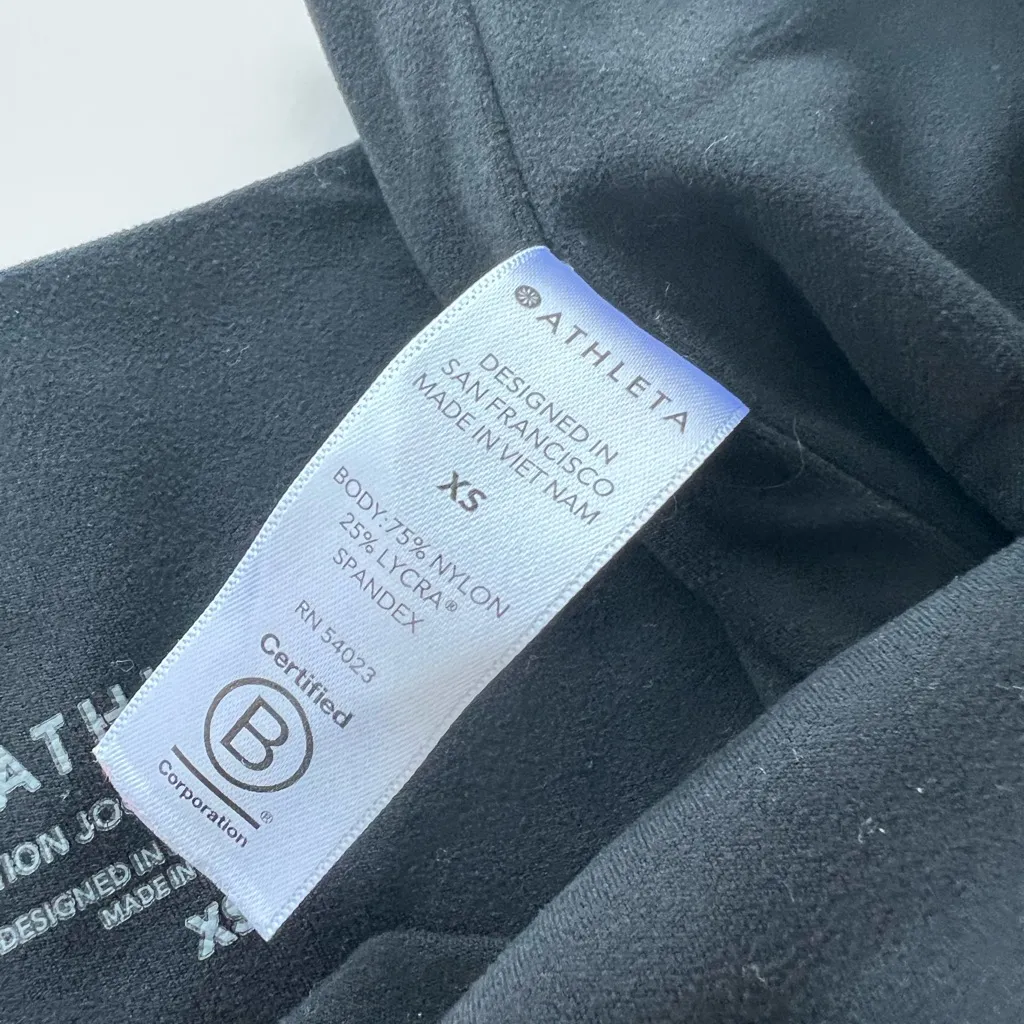 ATHLETA
DESIGNED IN
SAN FRANCISCO
MADE IN VIET NAM
XS
BODY: 75% NYLON
25% LYCRA®
SPANDEX
RN 54023
Certified
B
Corporation
®
DESIGNED IN
MADE IN
XS